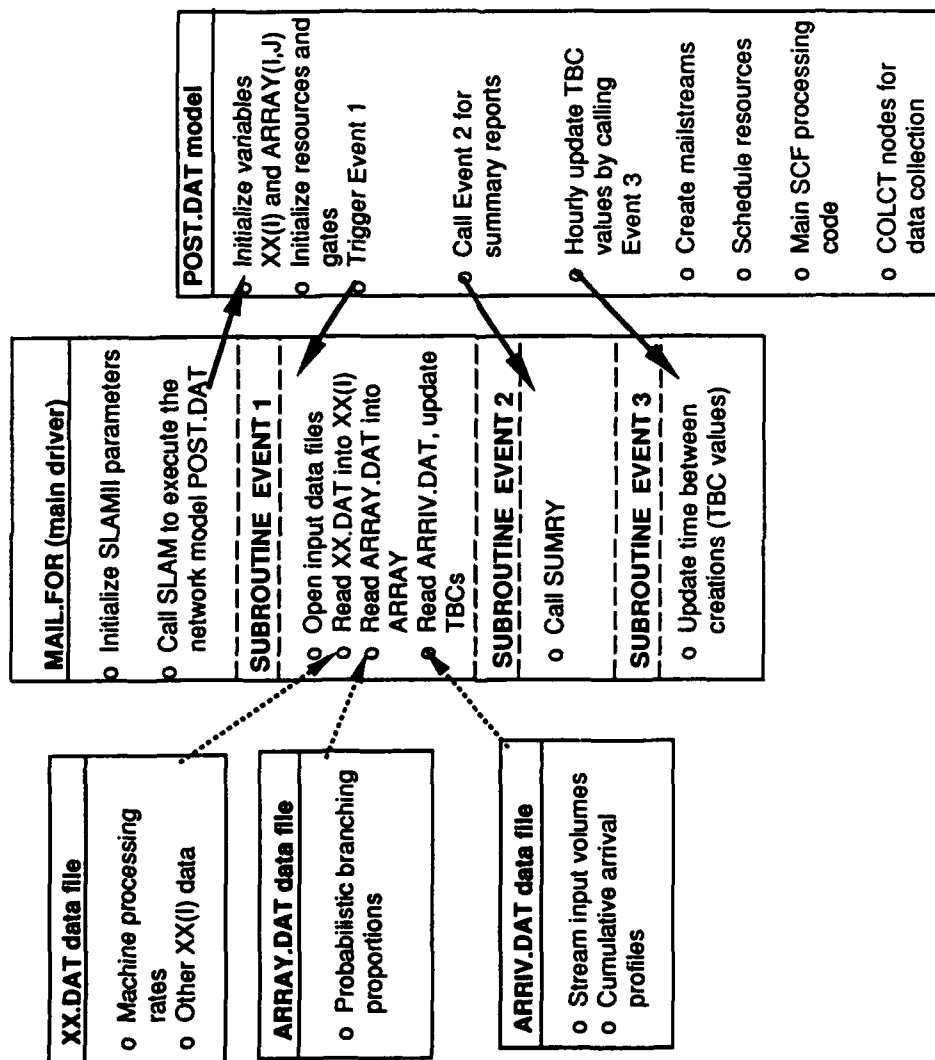 XX.DAT data file
o Machine processing
rates
o Other XX(I) data
ARRAY.DAT data file
o Probabilistic branching
proportions
ARRIV.DAT data file
o Stream input volumes
o Cumulative arrival
profiles
MAIL.FOR (main driver)
o Initialize SLAMII parameters
o Call SLAM to execute the
network model POST.DAT
SUBROUTINE EVENT 1
o Open input data files
o Read XX.DAT into XX(I)
o Read ARRAY.DAT into
ARRAY
o Read ARRIV.DAT, update
TBCs
SUBROUTINE EVENT 2
o Call SUMRY
SUBROUTINE EVENT 3
o Update time between
creations (TBC values)
POST.DAT model
o Initialize variables
XX(I) and ARRAY(I,J)
o Initialize resources and
gates
o Trigger Event 1
o Call Event 2 for
summary reports
o Hourly update TBC
values by calling
Event 3
o Create mailstreams
o Schedule resources
o Main SCF processing
code
o COLCT nodes for
data collection